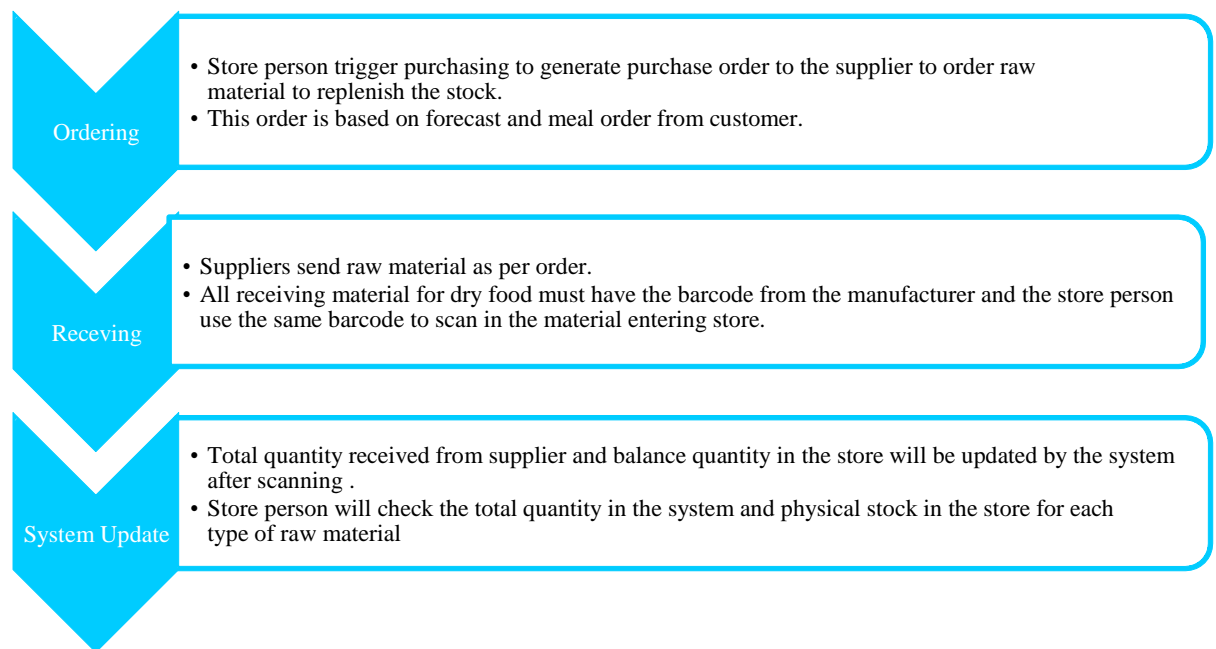 Ordering
• Store person trigger purchasing to generate purchase order to the supplier to order raw
material to replenish the stock.
• This order is based on forecast and meal order from customer.
Receving
• Suppliers send raw material as per order.
• All receiving material for dry food must have the barcode from the manufacturer and the store person
use the same barcode to scan in the material entering store.
System Update
• Total quantity received from supplier and balance quantity in the store will be updated by the system
after scanning .
• Store person will check the total quantity in the system and physical stock in the store for each
type of raw material